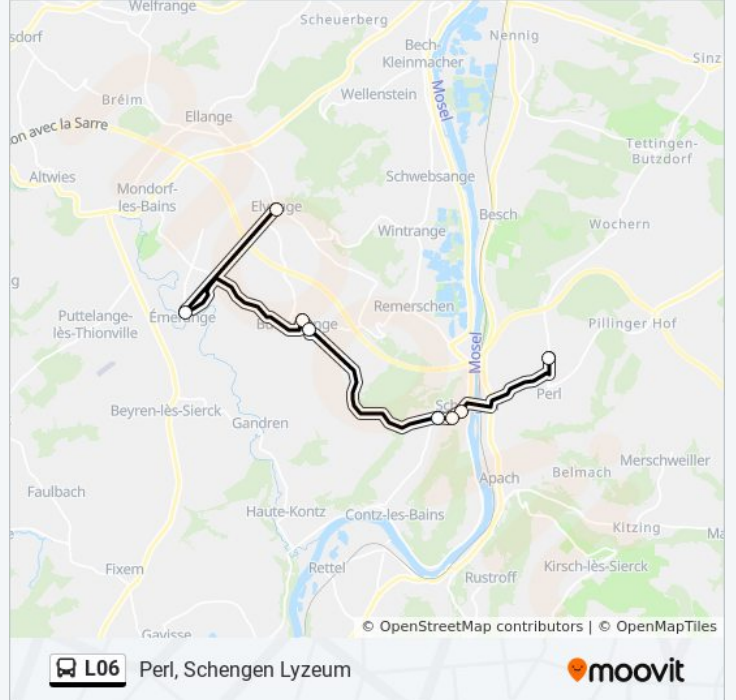 Welfrange
Scheuerberg
sdorf
Bech-
Kleinmacher
Nennig
Sinz
Wellenstein
Bréim
Ellange
Mosel
on avec la Sarre
Tettingen-
Butzdorf
Altwies
Mondorf-
les-Bains
Schwebsange
Elvange
Besch
Wintrange
Wochern
g
Puttelange-
lès-Thionville
Remerschen
Pillinger Hof
Mosel
Perl
Beyren-lès-Sierck
Gandren
Merschweiler
Apach
Belmach
Faulbach
Haute-Kontz
Contz-les-Bains
Kitzing
Ma
Fixem
Rettel
Rustroff
Kirsch-lès-Sierck
Gavisse
© OpenStreetMap contributors | © OpenMapTiles
L06 Perl, Schengen Lyzeum
moovit